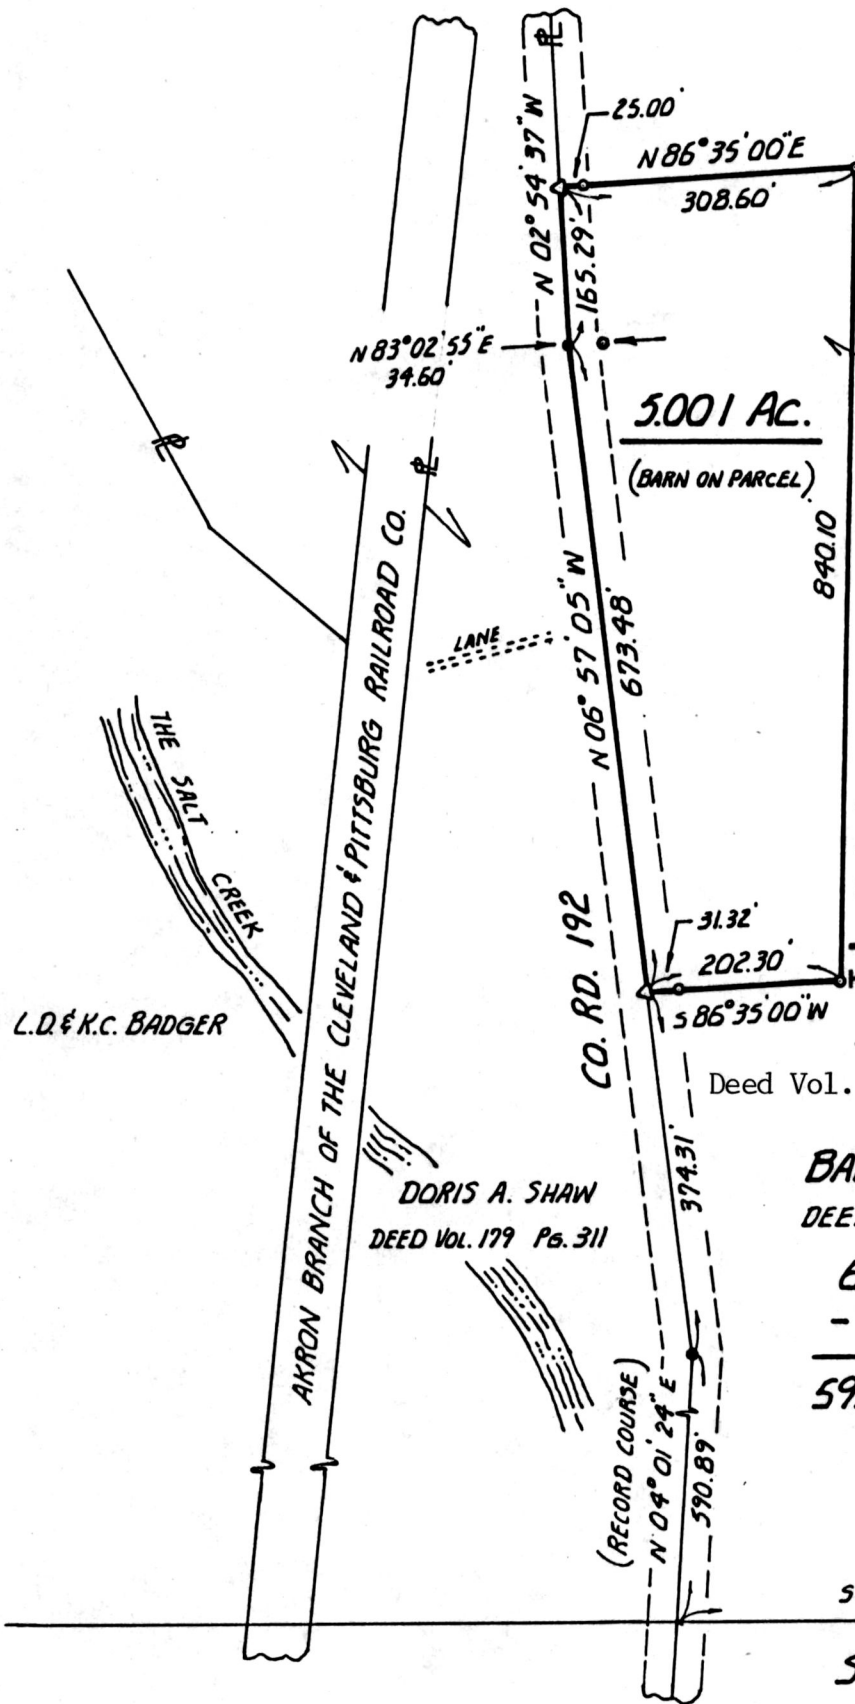 ℄
25.00'
N 86° 35' 00" E
308.60'
N 02° 54' 37" W
165.29'
N 83° 02' 55" E
34.60'
5.001 AC.
(BARN ON PARCEL)
840.10
℄
℄
N 06° 57' 05" W
673.48'
LANE
THE SALT CREEK
AKRON BRANCH OF THE CLEVELAND & PITTSBURG RAILROAD CO.
CO. RD. 192
31.32'
202.30'
S 86° 35' 00" W
L.D. & K.C. BADGER
Deed Vol.
374.31'
DORIS A. SHAW
DEED VOL. 179 PG. 311
BA
DEE
59
(RECORD COURSE)
N 04° 01' 24" E
590.89'
S
S